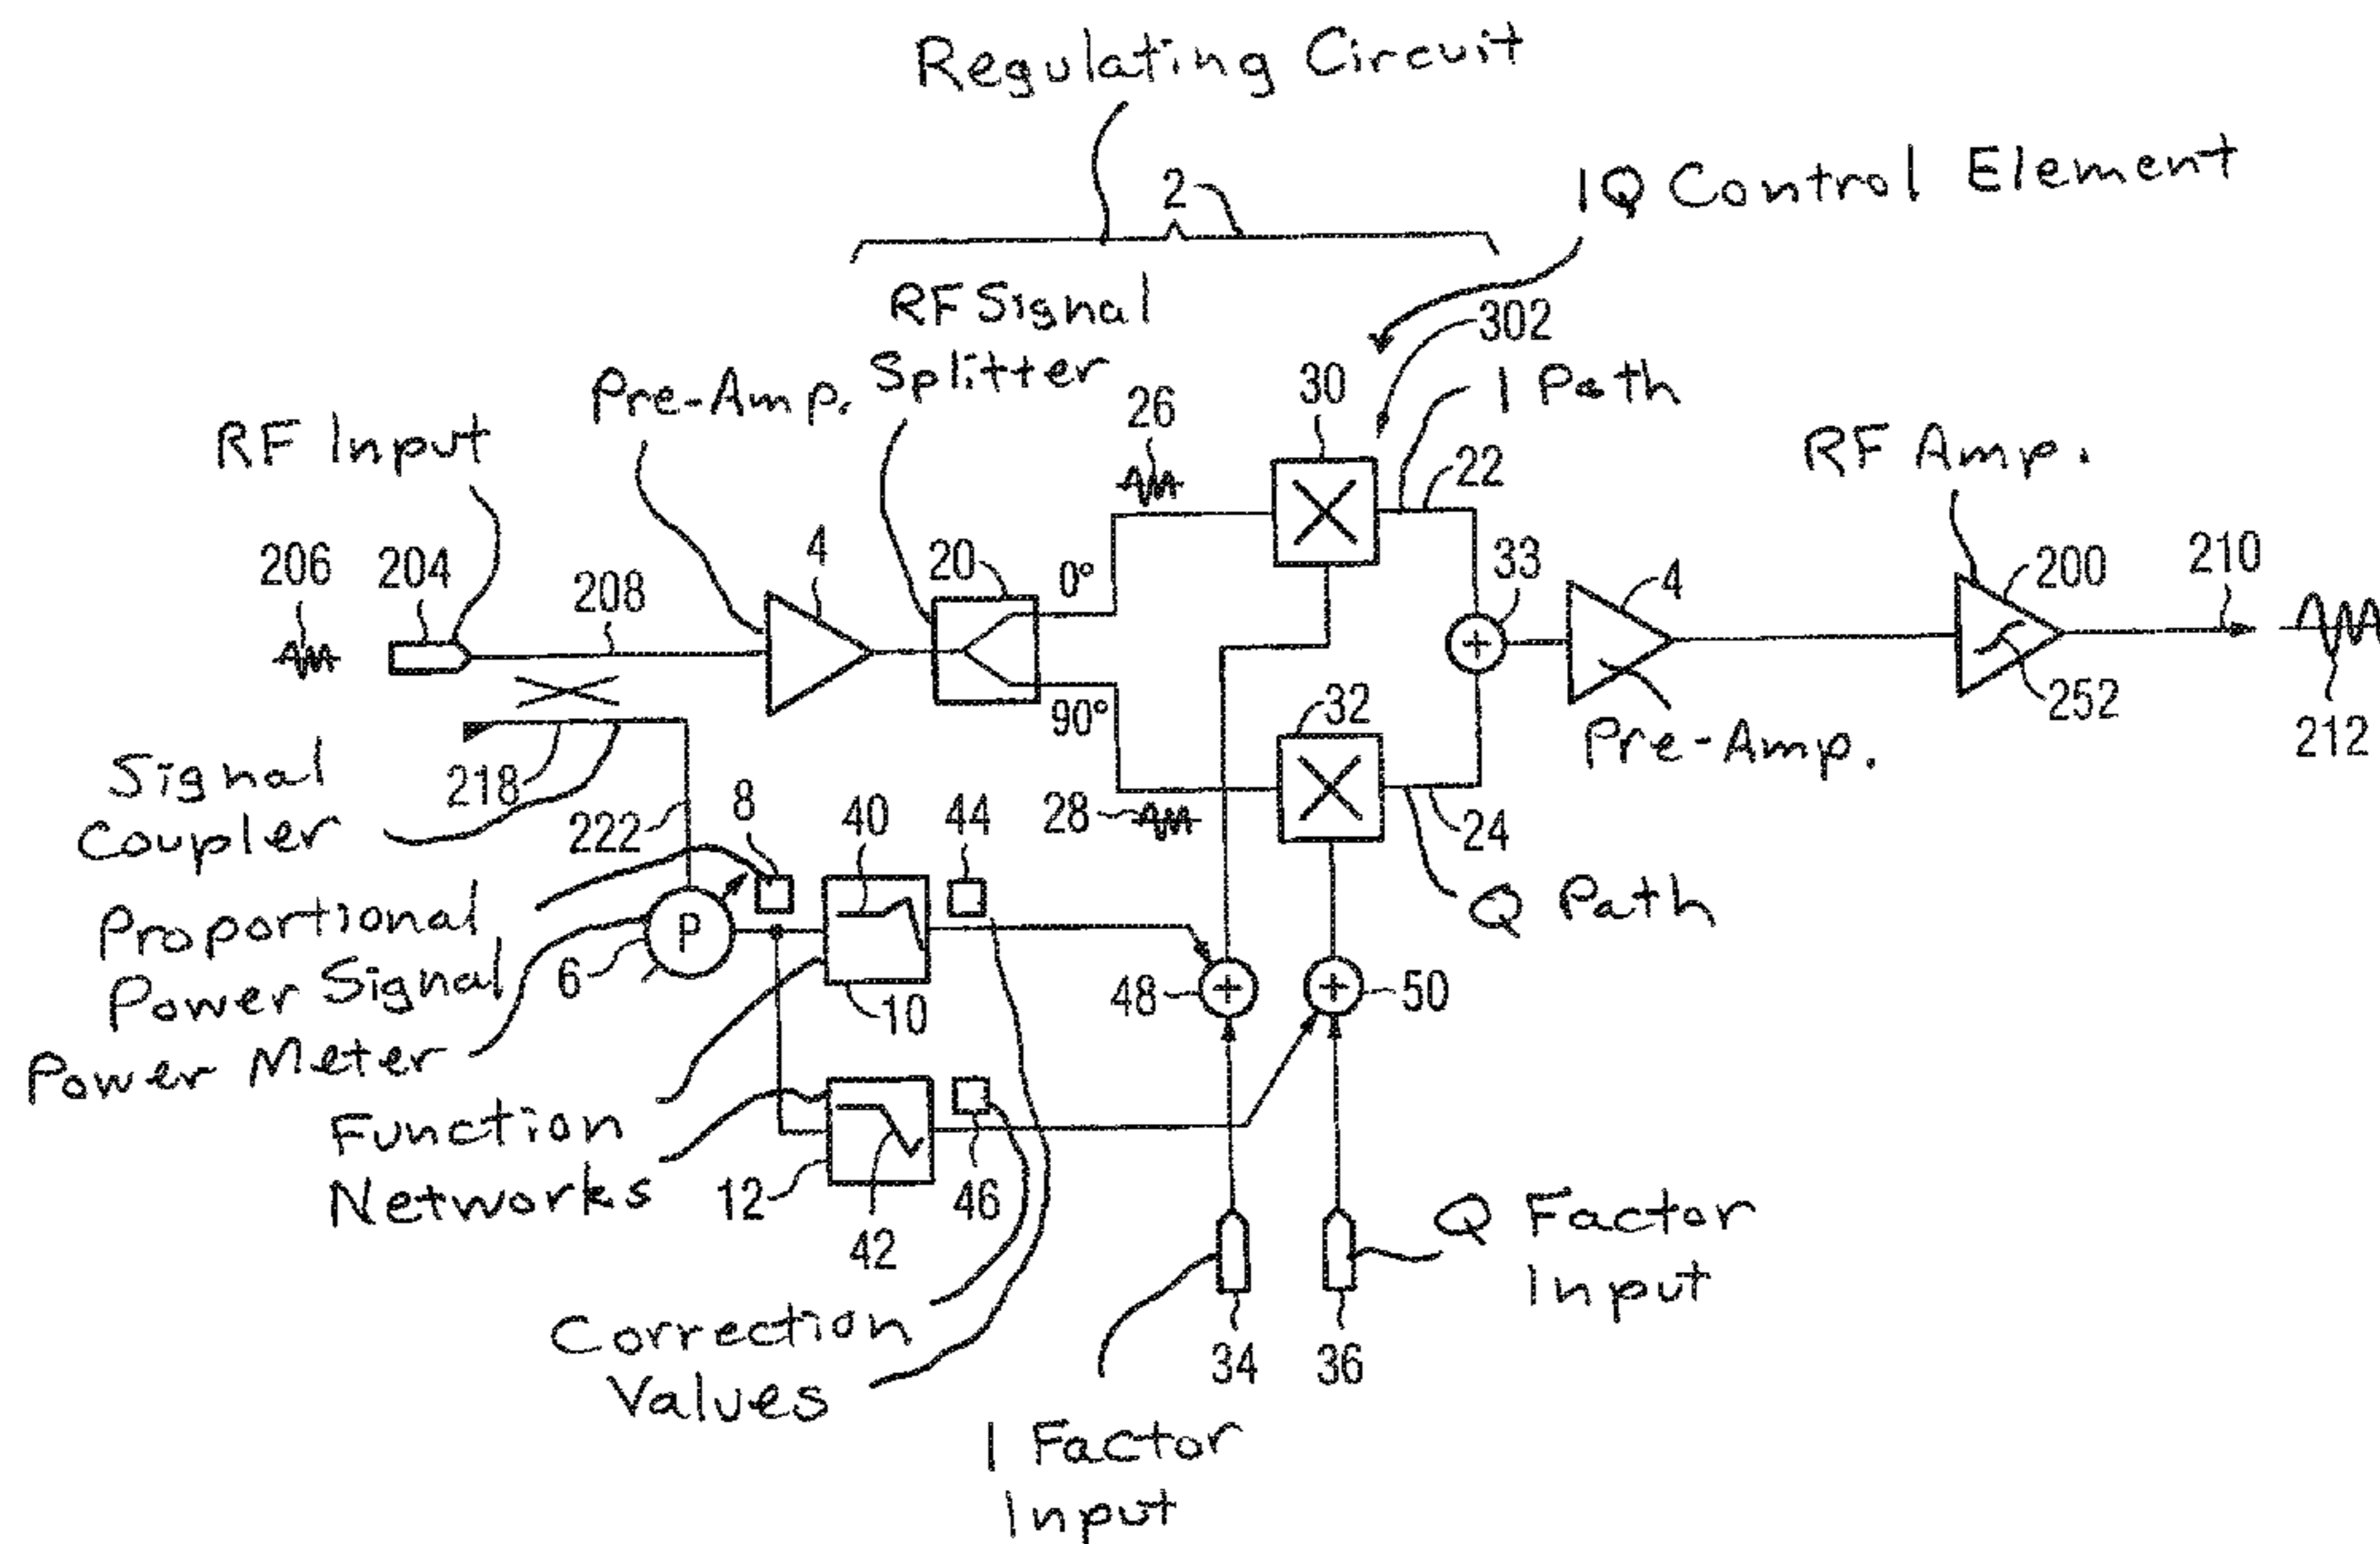 Regulating Circuit
2
IQ Control Element
RF Signal
Splitter
302
Pre-Amp.
26
30
I Path
RF Input
22
RF Amp.
206
204
208
4
20
0°
33
4
200
210
90°
32
252
212
Pre-Amp.
Signal
Coupler
218
222
8
40
44
28
24
Q Path
Proportional
Power Signal
P
6
10
48
50
Power Meter
Function
Networks
12
42
46
Q Factor
Input
Correction
Values
34
36
I Factor
Input